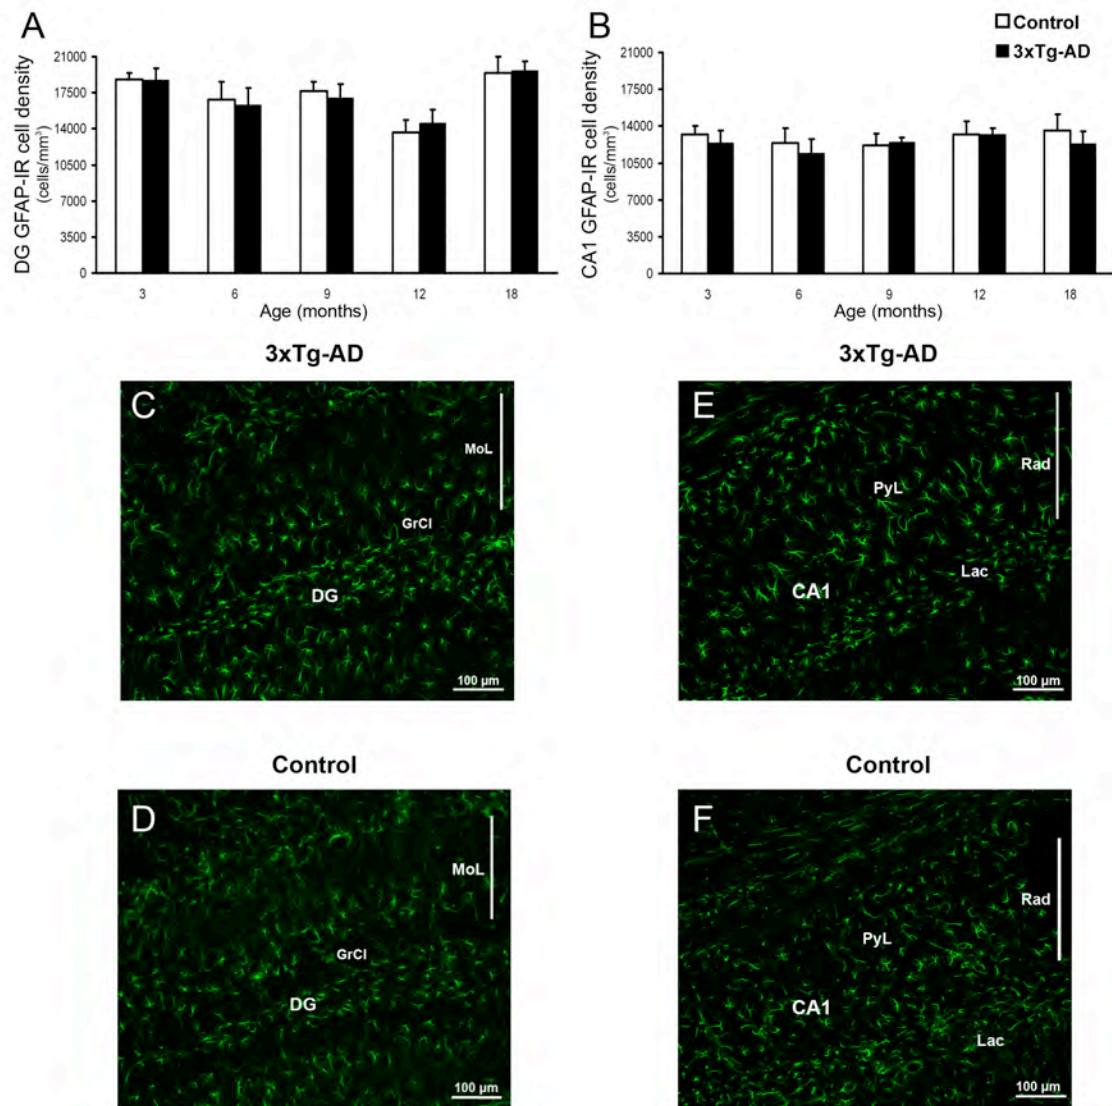 A
DG GFAP-IR cell density
(cells/mm³)
21000
17500
14000
10500
7000
3500
0
3 6 9 12 18
Age (months)
B
Control
3xTg-AD
CA1 GFAP-IR cell density
(cells/mm³)
21000
17500
14000
10500
7000
3500
0
3 6 9 12 18
Age (months)
3xTg-AD
C
MoL
GrCl
DG
100 µm
3xTg-AD
E
Rad
PyL
Lac
CA1
100 µm
Control
D
MoL
GrCl
DG
100 µm
Control
F
Rad
PyL
CA1
Lac
100 µm